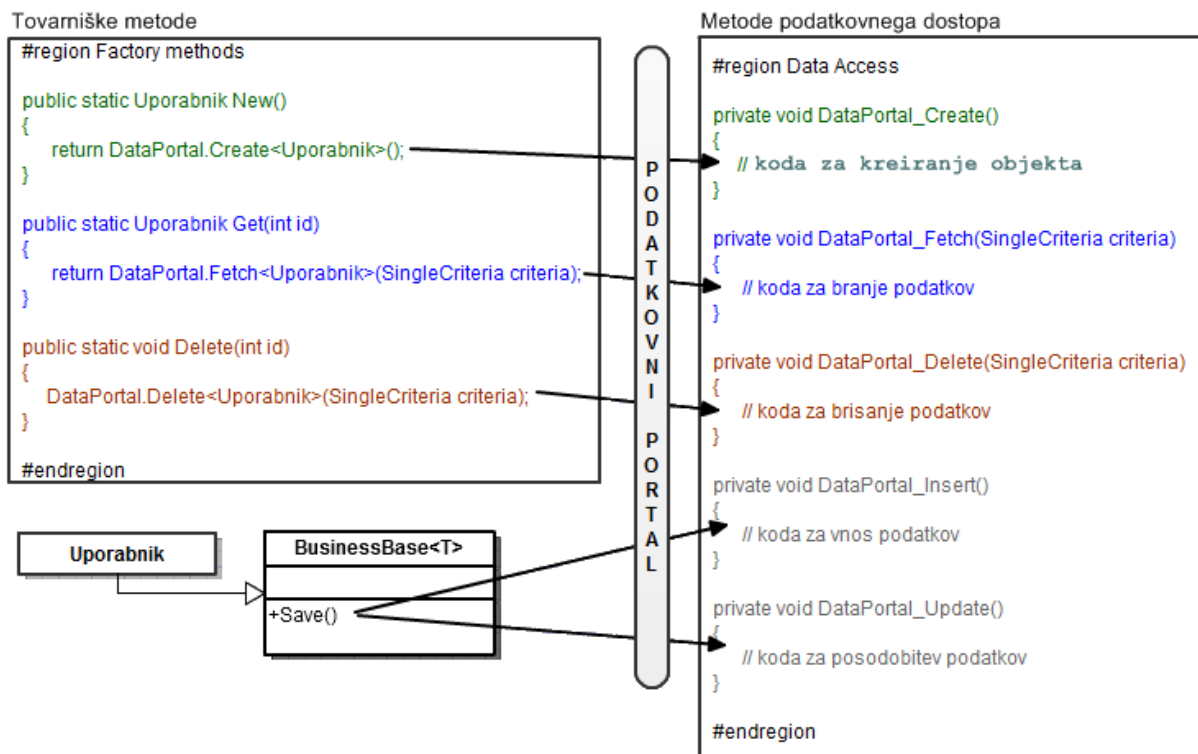 Tovarniške metode
#region Factory methods
public static Uporabnik New()
{
return DataPortal.Create<Uporabnik>();
}
public static Uporabnik Get(int id)
{
return DataPortal.Fetch<Uporabnik>(SingleCriteria criteria);
}
public static void Delete(int id)
{
DataPortal.Delete<Uporabnik>(SingleCriteria criteria);
}
#endregion
Uporabnik
BusinessBase<T>
+Save()
PODATKOVNI PORTAL
Metode podatkovnega dostopa
#region Data Access
private void DataPortal_Create()
{
// koda za kreiranje objekta
}
private void DataPortal_Fetch(SingleCriteria criteria)
{
// koda za branje podatkov
}
private void DataPortal_Delete(SingleCriteria criteria)
{
// koda za brisanje podatkov
}
private void DataPortal_Insert()
{
// koda za vnos podatkov
}
private void DataPortal_Update()
{
// koda za posodobitev podatkov
}
#endregion